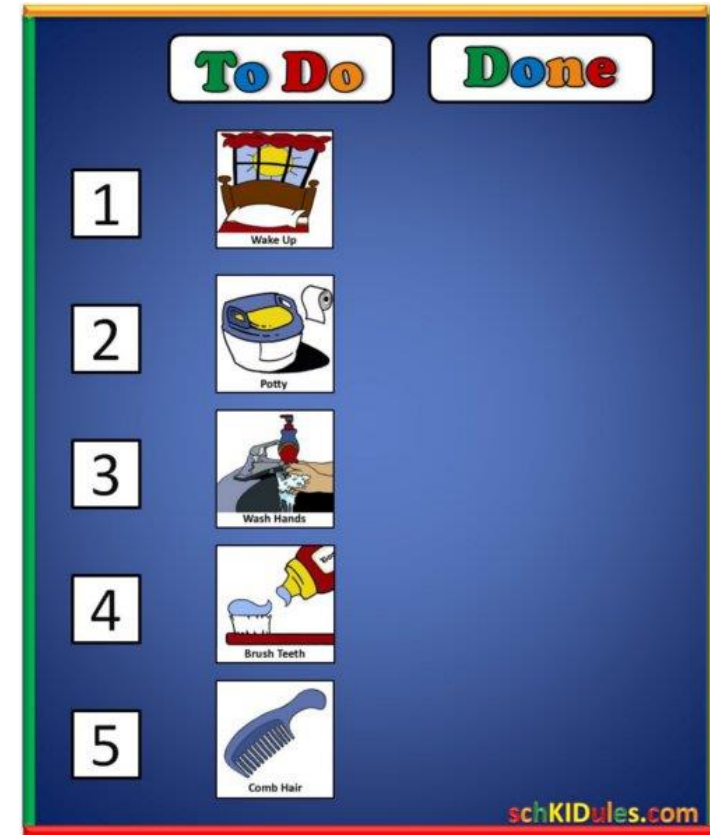 To Do
Done
1
Wake Up
2
Potty
3
Wash Hands
4
Brush Teeth
5
Comb Hair
schKIDules.com